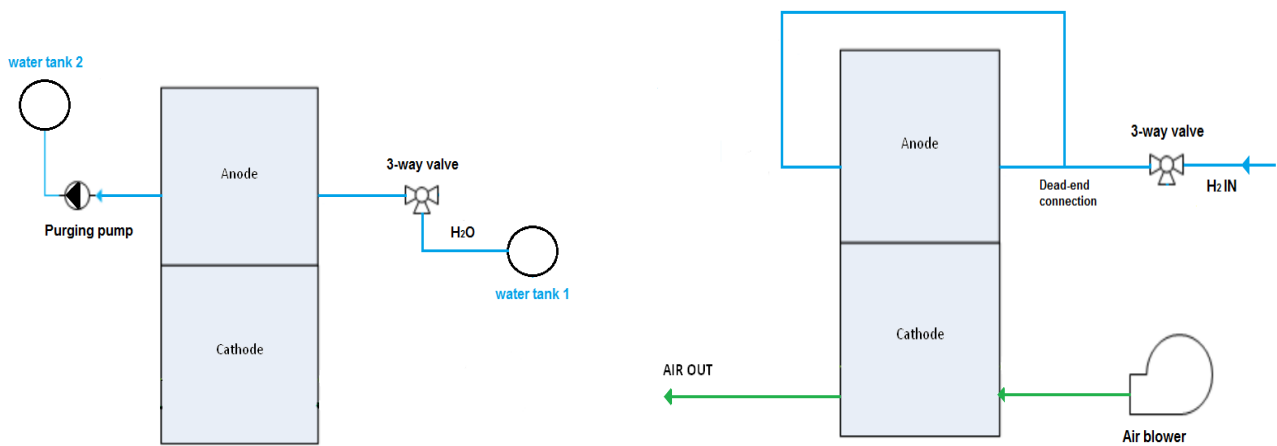 water tank 2
Anode
3-way valve
Purging pump
H₂O
water tank 1
Cathode
Anode
3-way valve
Dead-end
connection
H₂ IN
Cathode
AIR OUT
Air blower